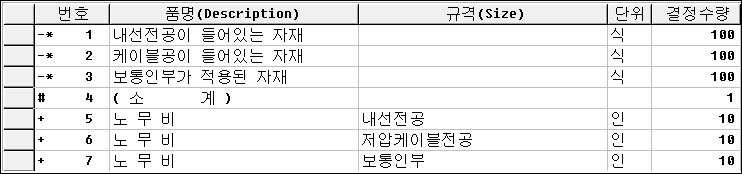 번호 품명(Description) 규격(Size) 단위 결정수량
-* 1 내선전공이 들어있는 자재 식 100
-* 2 케이블공이 들어있는 자재 식 100
-* 3 보통인부가 적용된 자재 식 100
# 4 ( 소 계 ) 1
+ 5 노 무 비 내선전공 인 10
+ 6 노 무 비 저압케이블전공 인 10
+ 7 노 무 비 보통인부 인 10